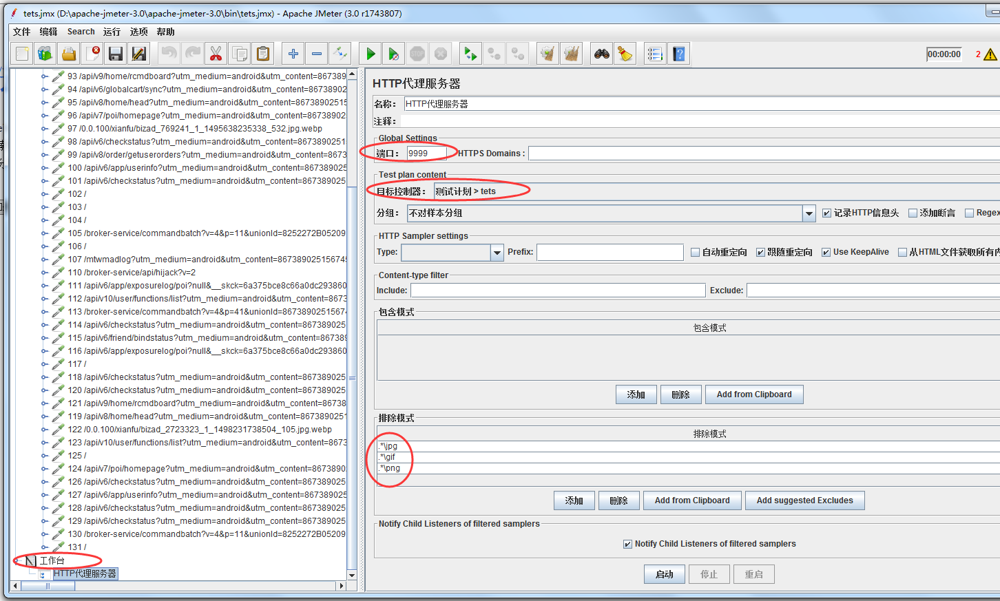 tets.jmx (D:\apache-jmeter-3.0\apache-jmeter-3.0\bin\tets.jmx) - Apache JMeter (3.0 r1743807)
文件 编辑 Search 运行 选项 帮助
STOP
00:00:00
2
93 /api/v9/home/rcmdboard?utm_medium=android&utm_content=867389
94 /api/v6/globalcart/sync?utm_medium=android&utm_content=86738902
95 /api/v8/home/head?utm_medium=android&utm_content=86738902515
96 /api/v7/poi/homepage?utm_medium=android&utm_content=86738902
97 /0.0.100/xianfu/bizad_769241_1_1495638235338_532.jpg.webp
98 /api/v6/checkstatus?utm_medium=android&utm_content=8673890251
99 /api/v8/order/getuserorders?utm_medium=android&utm_content=8673
100 /api/v6/app/userinfo?utm_medium=android&utm_content=8673890251
101 /api/v6/checkstatus?utm_medium=android&utm_content=867389025
102 /
103 /
104 /
105 /broker-service/commandbatch?v=4&p=11&unionId=8252272B05209
106 /
107 /mtwmadlog?utm_medium=android&utm_content=86738902515674
110 /broker-service/api/hijack?v=2
111 /api/v6/app/exposurelog/poi?null&__skck=6a375bce8c66a0dc293860
112 /api/v10/user/functions/list?utm_medium=android&utm_content=8673
113 /broker-service/commandbatch?v=4&p=41&unionId=86738902515674
114 /api/v6/checkstatus?utm_medium=android&utm_content=867389025
115 /api/v6/friend/bindstatus?utm_medium=android&utm_content=86738
116 /api/v6/app/exposurelog/poi?null&__skck=6a375bce8c66a0dc293860
117 /
118 /api/v6/checkstatus?utm_medium=android&utm_content=867389025
120 /api/v6/checkstatus?utm_medium=android&utm_content=867389025
121 /api/v9/home/rcmdboard?utm_medium=android&utm_content=86738
119 /api/v8/home/head?utm_medium=android&utm_content=8673890251
122 /0.0.100/xianfu/bizad_2723323_1_1498231738504_105.jpg.webp
123 /api/v10/user/functions/list?utm_medium=android&utm_content=8673
125 /
124 /api/v7/poi/homepage?utm_medium=android&utm_content=8673890
126 /api/v6/checkstatus?utm_medium=android&utm_content=867389025
127 /api/v6/app/userinfo?utm_medium=android&utm_content=867389025
128 /api/v6/checkstatus?utm_medium=android&utm_content=867389025
129 /api/v6/checkstatus?utm_medium=android&utm_content=867389025
130 /broker-service/commandbatch?v=4&p=11&unionId=8252272B05209
131 /
工作台
HTTP代理服务器
HTTP代理服务器
名称： HTTP代理服务器
注释：
Global Settings
端口： 9999 HTTPS Domains :
Test plan content
目标控制器： 测试计划 > tets
分组： 不对样本分组 记录HTTP信息头 添加断言 Regex
HTTP Sampler settings
Type: Prefix: 自动重定向 跟随重定向 Use KeepAlive 从HTML文件获取所有内
Content-type filter
Include: Exclude:
包含模式
包含模式
添加 删除 Add from Clipboard
排除模式
排除模式
.*\jpg
.*\gif
.*\png
添加 删除 Add from Clipboard Add suggested Excludes
Notify Child Listeners of filtered samplers
Notify Child Listeners of filtered samplers
启动 停止 重启